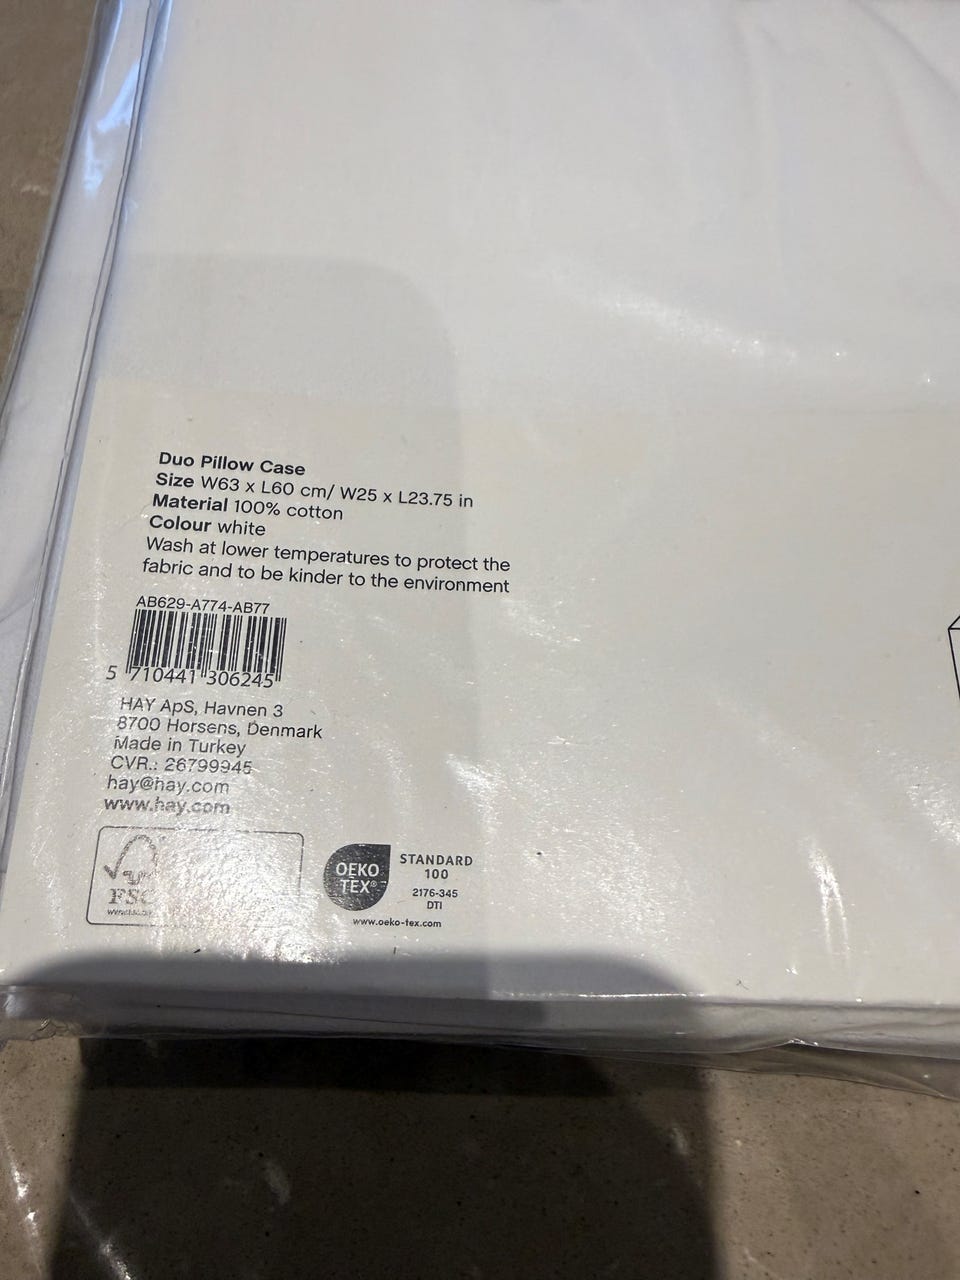 Duo Pillow Case
Size W63 x L60 cm/ W25 x L23.75 in
Material 100% cotton
Colour white
Wash at lower temperatures to protect the
fabric and to be kinder to the environment
AB629-A774-AB77
5 710441 306245
HAY ApS, Havnen 3
8700 Horsens, Denmark
Made in Turkey
CVR.: 26799945
hay@hay.com
www.hay.com
FSC
OEKO
TEX®
STANDARD
100
2176-345
DTI
www.oeko-tex.com